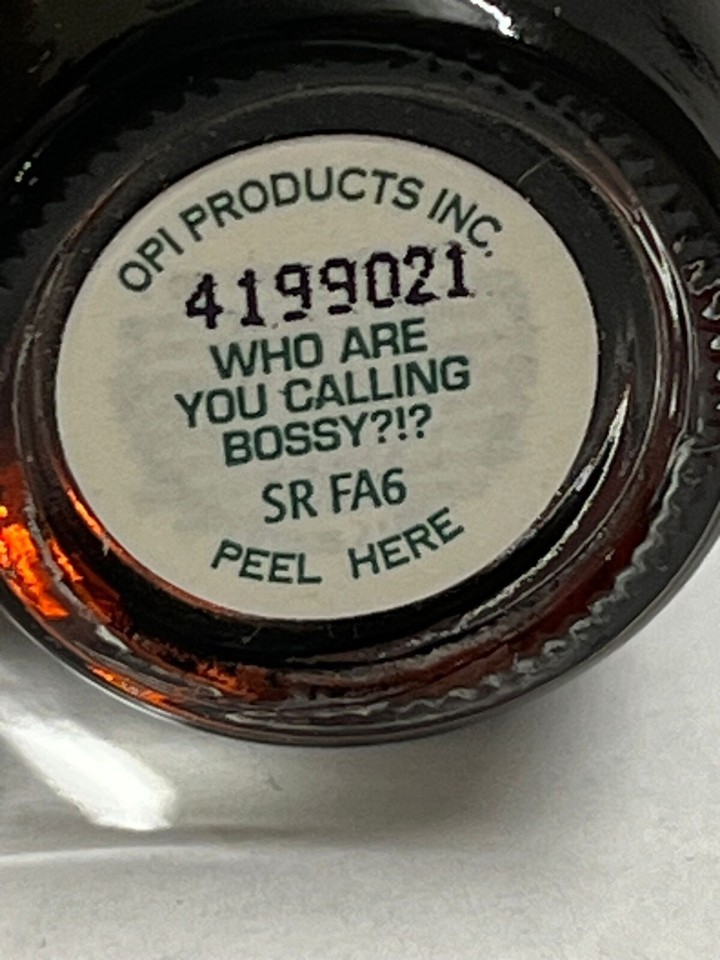 OPI PRODUCTS INC.
4199021
WHO ARE
YOU CALLING
BOSSY?!?
SR FA6
PEEL HERE